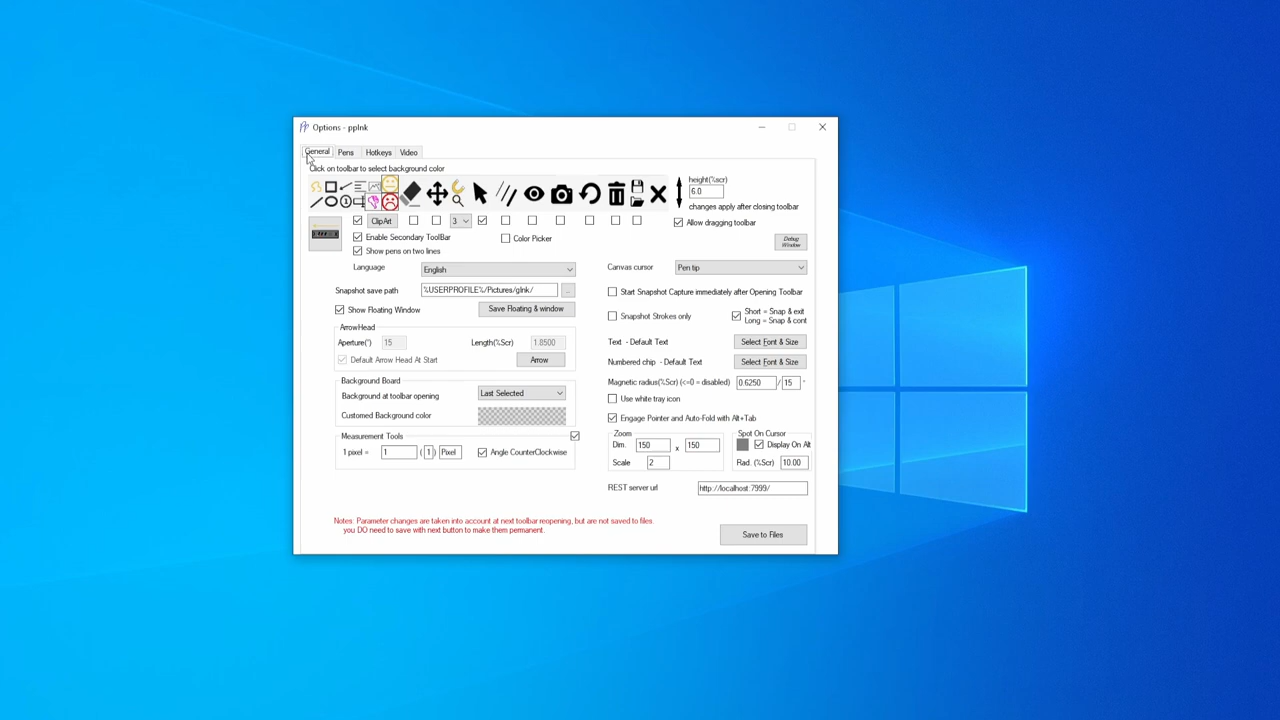 Options - ppInk
General Pens Hotkeys Video
Click on toolbar to select background color
height(%scr)
6.0
changes apply after closing toolbar
ClipArt 3 Allow dragging toolbar
Enable Secondary ToolBar Color Picker Debug
Window
Show pens on two lines
Language English Canvas cursor Pen tip
Snapshot save path %USERPROFILE%/Pictures/gInk/ ... Start Snapshot Capture immediately after Opening Toolbar
Show Floating Window Save Floating & window Snapshot Strokes only Short = Snap & exit
Long = Snap & cont
ArrowHead
Aperture(°) 15 Length(%Scr) 1.8500 Text - Default Text Select Font & Size
Default Arrow Head At Start Arrow Numbered chip - Default Text Select Font & Size
Background Board Magnetic radius(%Scr) (<=0 = disabled) 0.6250 / 15 °
Background at toolbar opening Last Selected Use white tray icon
Customed Background color Engage Pointer and Auto-Fold with Alt+Tab
Measurement Tools Zoom Spot On Cursor
1 pixel = 1 ( 1 ) Pixel Angle CounterClockwise Dim. 150 x 150 Display On Alt
Scale 2 Rad. (%Scr) 10.00
REST server url http://localhost:7999/
Notes: Parameter changes are taken into account at next toolbar reopening, but are not saved to files.
you DO need to save with next button to make them permanent.
Save to Files